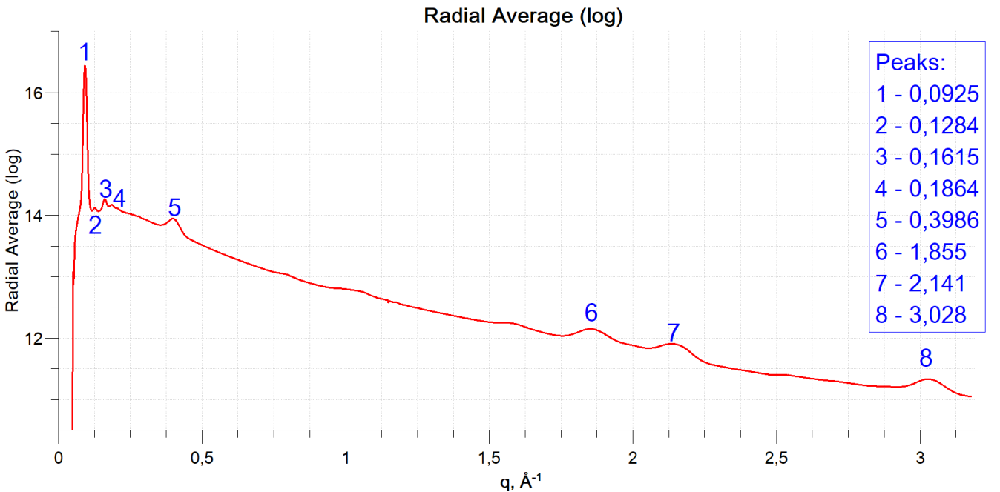 Radial Average (log)
Peaks:
1 - 0,0925
2 - 0,1284
3 - 0,1615
4 - 0,1864
5 - 0,3986
6 - 1,855
7 - 2,141
8 - 3,028
1
2
3
4
5
6
7
8
Radial Average (log)
16
14
12
0
0,5
1
1,5
2
2,5
3
q, Å-1